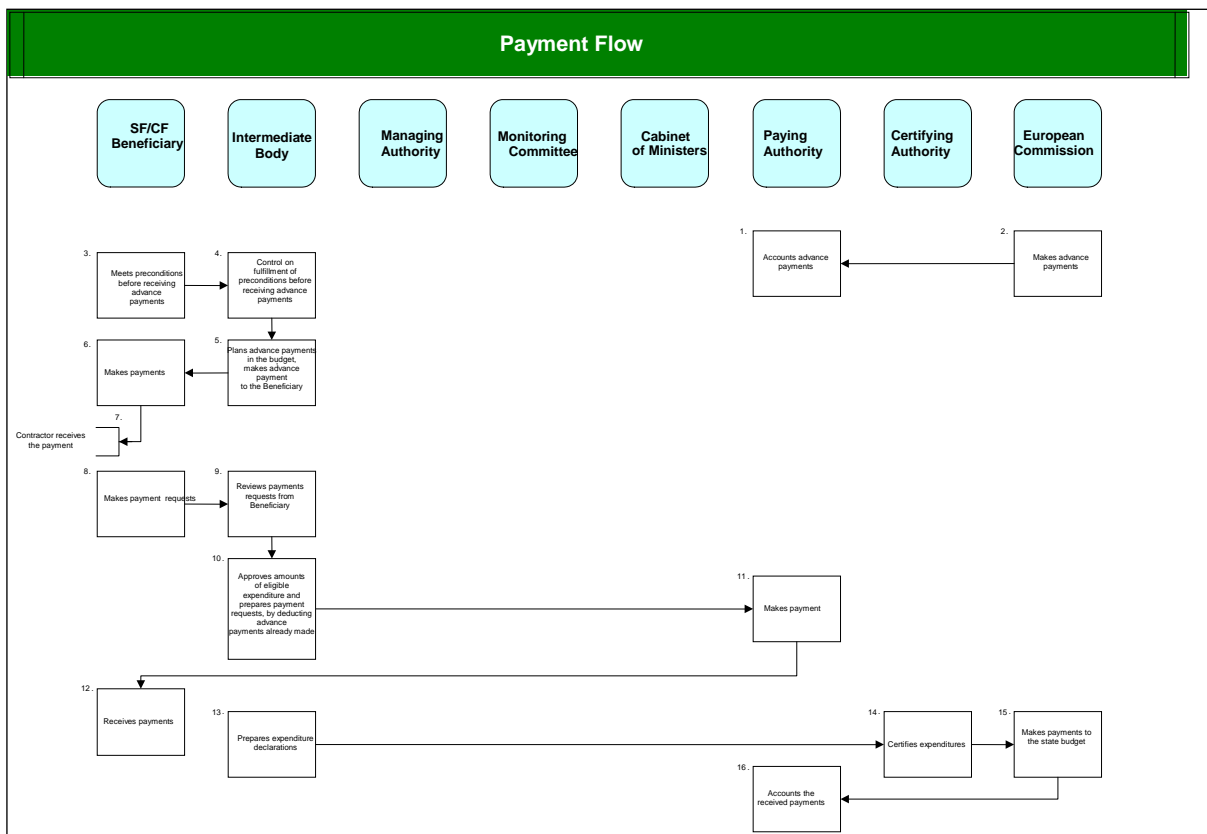 Payment Flow
SF/CF
Beneficiary
Intermediate
Body
Managing
Authority
Monitoring
Committee
Cabinet
of Ministers
Paying
Authority
Certifying
Authority
European
Commission
1.
Accounts advance
payments
2.
Makes advance
payments
3.
Meets preconditions
before receiving
advance
payments
4.
Control on
fulfillment of
preconditions before
receiving advance
payments
5.
Plans advance payments
in the budget,
makes advance
payment
to the Beneficiary
6.
Makes payments
7.
Contractor receives
the payment
8.
Makes payment requests
9.
Reviews payments
requests from
Beneficiary
10.
Approves amounts
of eligible
expenditure and
prepares payment
requests, by deducting
advance
payments already made
11.
Makes payment
12.
Receives payments
13.
Prepares expenditure
declarations
14.
Certifies expenditures
15.
Makes payments to
the state budget
16.
Accounts the
received payments